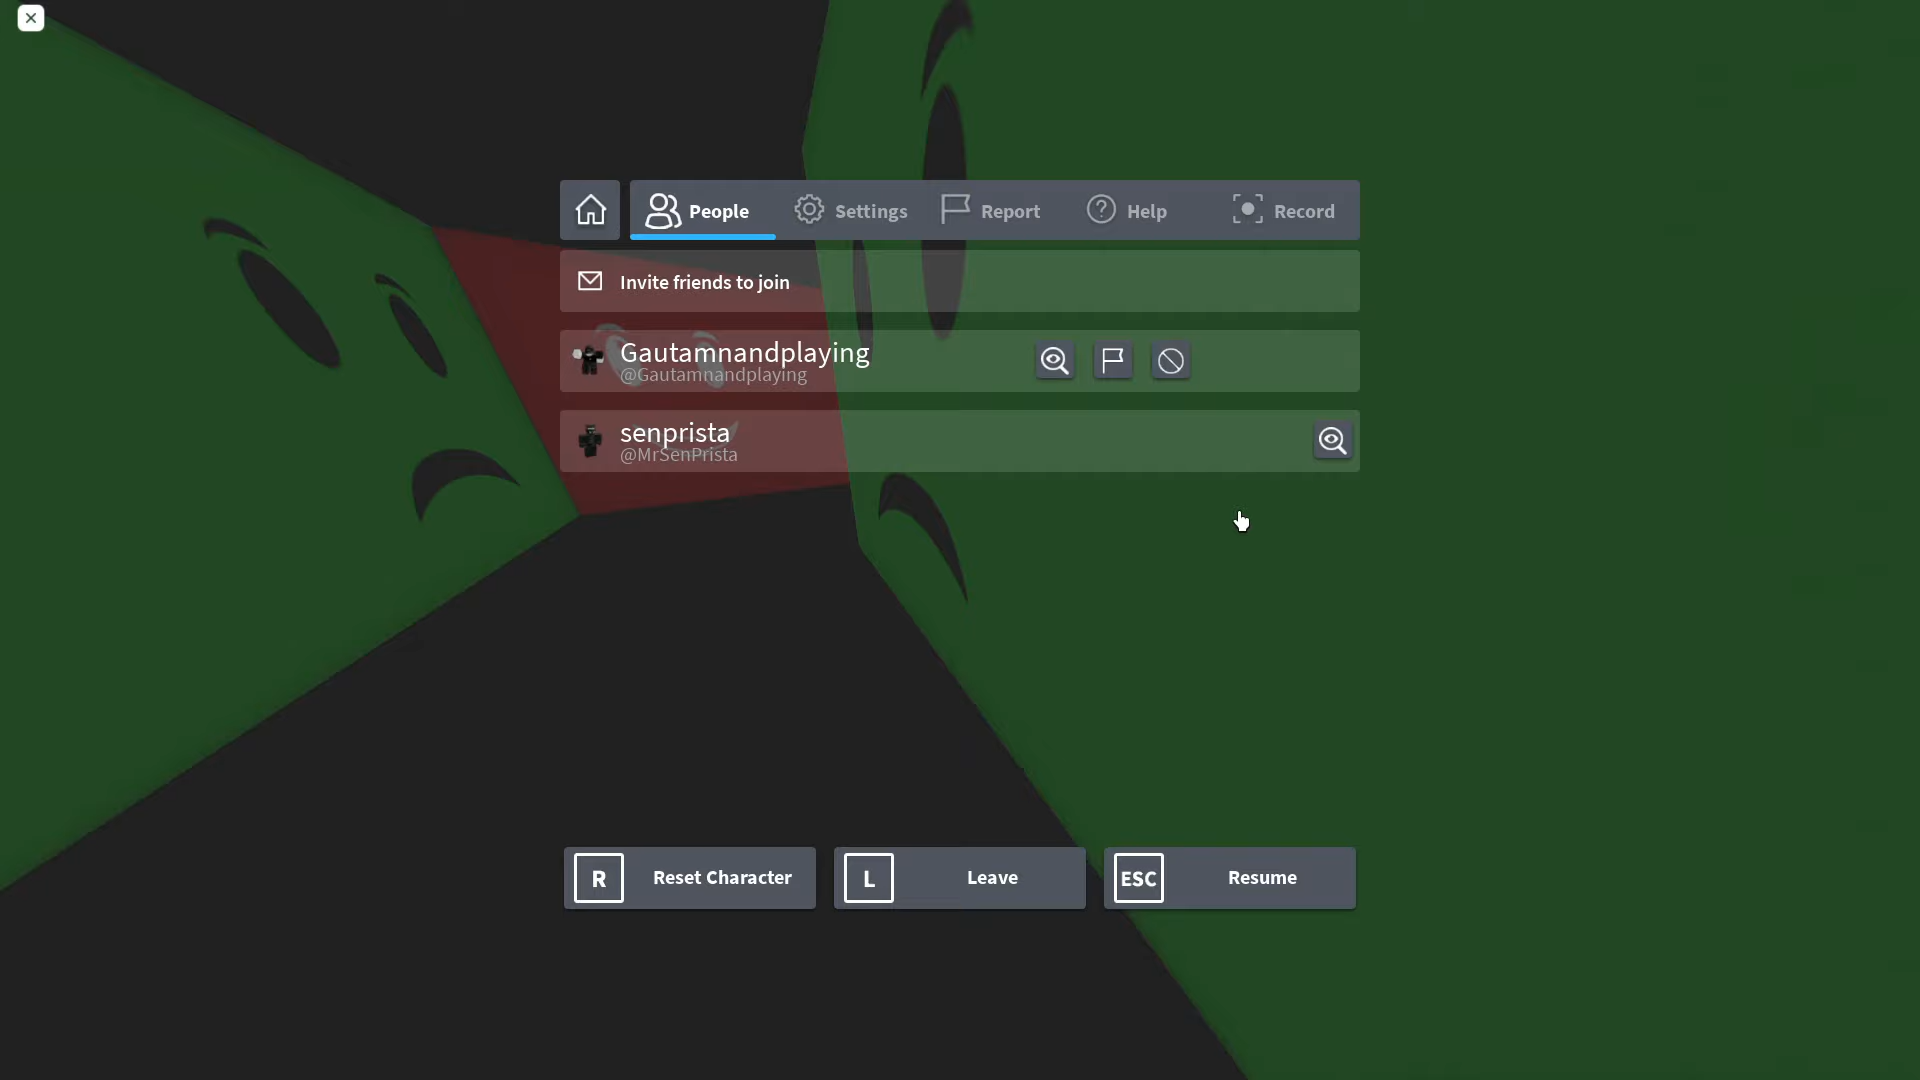 People
Settings
Report
Help
Record
Invite friends to join
Gautamnandplaying
@Gautamnandplaying
senprista
@MrSenPrista
R Reset Character
L Leave
ESC Resume